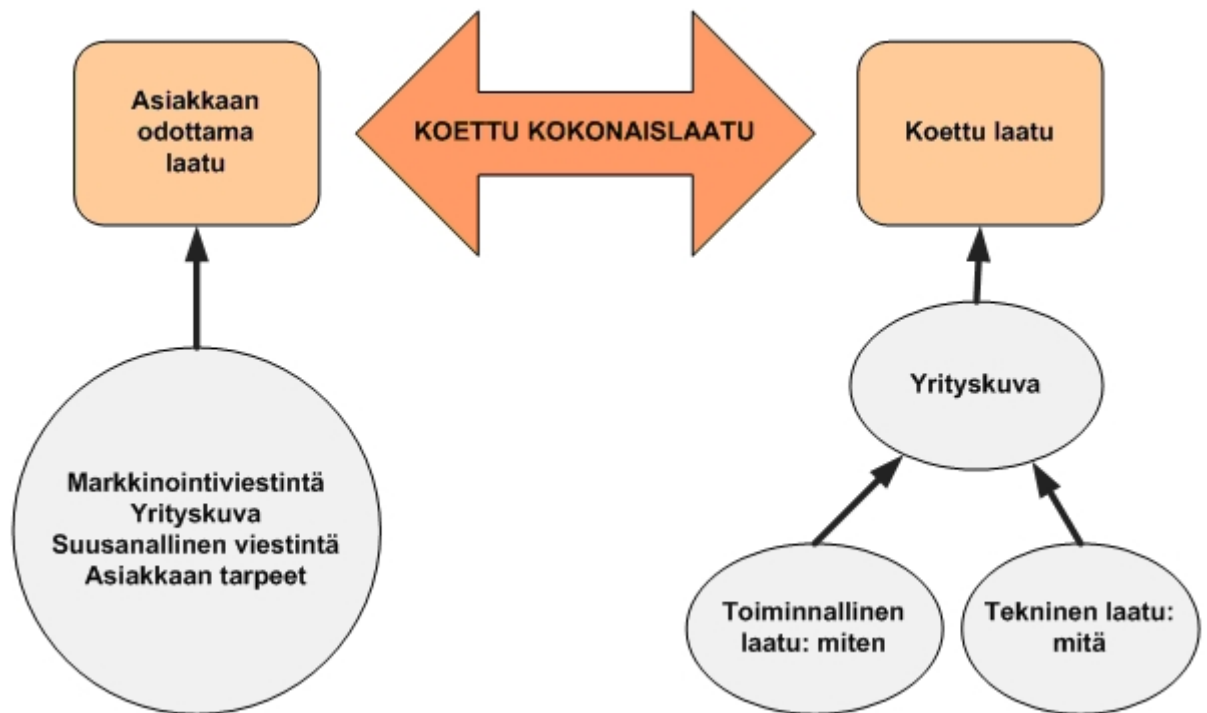 Asiakkaan
odottama
laatu
KOETTU KOKONAISLAATU
Koettu laatu
Markkinointiviestintä
Yrityskuva
Suusanallinen viestintä
Asiakkaan tarpeet
Yrityskuva
Toiminnallinen
laatu: miten
Tekninen laatu:
mitä